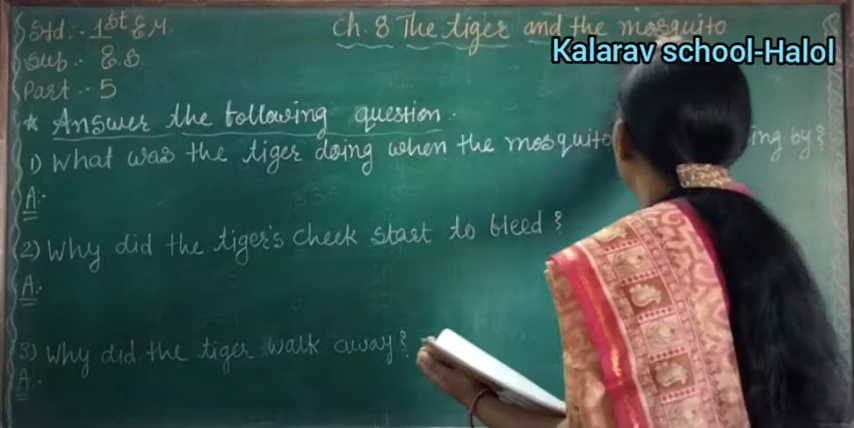 Std:- 1st E.M.
Ch. 8 The tiger and the mosquito
Kalarav school-Halol
Sub:- E.S.
Part:- 5
* Answer the following question.
1) What was the tiger doing when the mosquito ing by?
A:-
(2) Why did the tiger's cheek start to bleed?
A:-
3) Why did the tiger walk away?
A:-